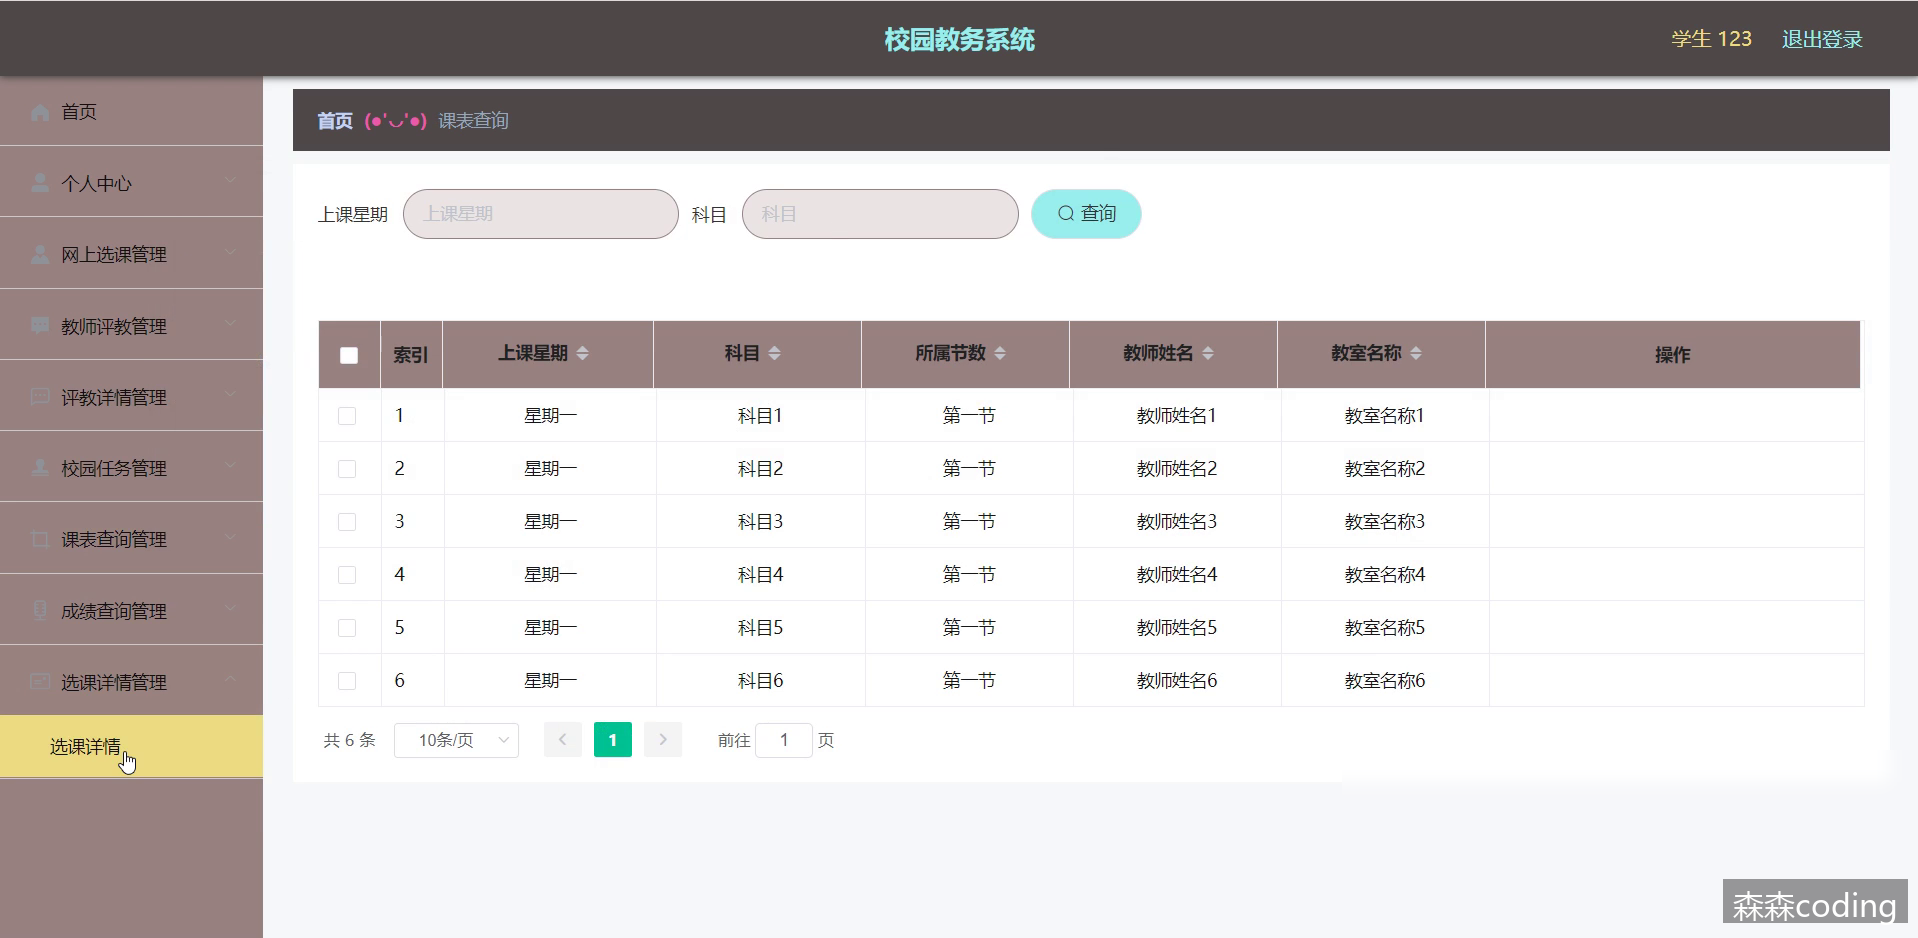 校园教务系统
学生 123
退出登录
首页
个人中心
网上选课管理
教师评教管理
评教详情管理
校园任务管理
课表查询管理
成绩查询管理
选课详情管理
选课详情
首页 (●'◡'●) 课表查询
上课星期 上课星期 科目 科目 查询
索引 上课星期 科目 所属节数 教师姓名 教室名称 操作
1 星期一 科目1 第一节 教师姓名1 教室名称1
2 星期一 科目2 第一节 教师姓名2 教室名称2
3 星期一 科目3 第一节 教师姓名3 教室名称3
4 星期一 科目4 第一节 教师姓名4 教室名称4
5 星期一 科目5 第一节 教师姓名5 教室名称5
6 星期一 科目6 第一节 教师姓名6 教室名称6
共 6 条 10条/页 1 前往 1 页
森森coding